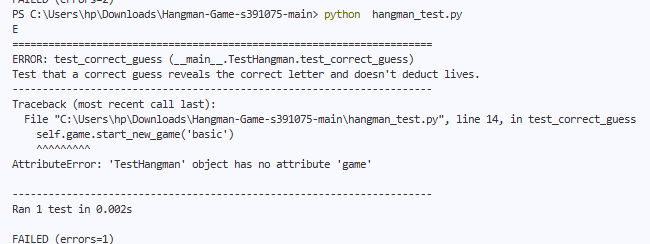 FAILED (errors=2)
PS C:\Users\hp\Downloads\Hangman-Game-s391075-main> python  hangman_test.py
E
======================================================================
ERROR: test_correct_guess (__main__.TestHangman.test_correct_guess)
Test that a correct guess reveals the correct letter and doesn't deduct lives.
----------------------------------------------------------------------
Traceback (most recent call last):
  File "C:\Users\hp\Downloads\Hangman-Game-s391075-main\hangman_test.py", line 14, in test_correct_guess
    self.game.start_new_game('basic')
    ^^^^^^^^^
AttributeError: 'TestHangman' object has no attribute 'game'

----------------------------------------------------------------------
Ran 1 test in 0.002s

FAILED (errors=1)